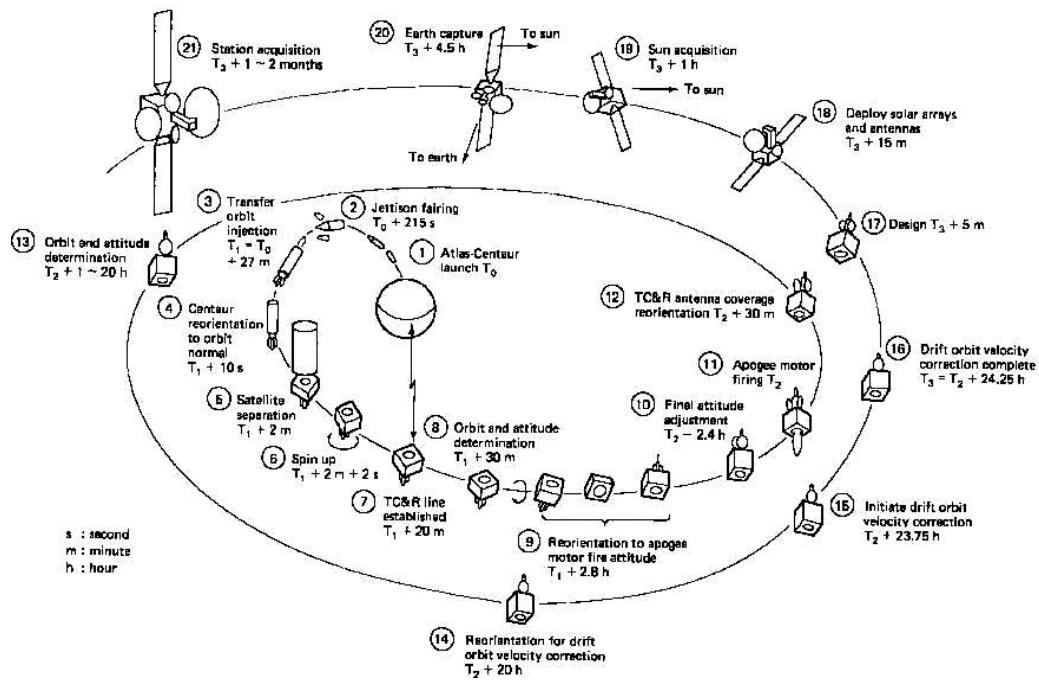 1 Atlas-Centaur
launch T₀
2 Jettison fairing
T₀ + 215 s
3 Transfer
orbit
injection
T₁ = T₀
+ 27 m
4 Centaur
reorientation
to orbit
normal
T₁ + 10 s
5 Satellite
separation
T₁ + 2 m
6 Spin up
T₁ + 2 m + 2 s
7 TC&R line
established
T₁ + 20 m
8 Orbit and attitude
determination
T₁ + 30 m
9 Reorientation to apogee
motor fire attitude
T₁ + 2.8 h
10 Final attitude
adjustment
T₂ − 2.4 h
11 Apogee motor
firing T₂
12 TC&R antenna coverage
reorientation T₂ + 30 m
13 Orbit and attitude
determination
T₂ + 1 ~ 20 h
14 Reorientation for drift
orbit velocity correction
T₂ + 20 h
15 Initiate drift orbit
velocity correction
T₂ + 23.75 h
16 Drift orbit velocity
correction complete
T₃ = T₂ + 24.25 h
17 Design T₃ + 5 m
18 Deploy solar arrays
and antennas
T₃ + 15 m
19 Sun acquisition
T₃ + 1 h
To sun
20 Earth capture
T₃ + 4.5 h
To sun
To earth
21 Station acquisition
T₃ + 1 ~ 2 months
s : second
m : minute
h : hour